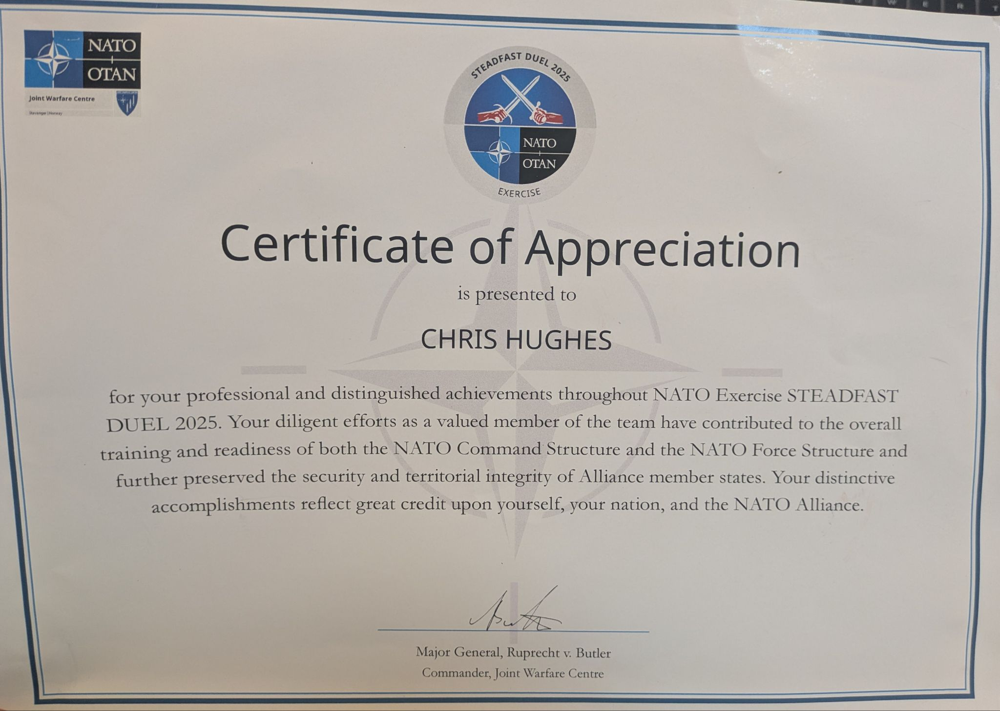 NATO
OTAN
Joint Warfare Centre
Stavanger | Norway
STEADFAST DUEL 2025
NATO
OTAN
EXERCISE
Certificate of Appreciation
is presented to
CHRIS HUGHES
for your professional and distinguished achievements throughout NATO Exercise STEADFAST
DUEL 2025. Your diligent efforts as a valued member of the team have contributed to the overall
training and readiness of both the NATO Command Structure and the NATO Force Structure and
further preserved the security and territorial integrity of Alliance member states. Your distinctive
accomplishments reflect great credit upon yourself, your nation, and the NATO Alliance.
Major General, Ruprecht v. Butler
Commander, Joint Warfare Centre